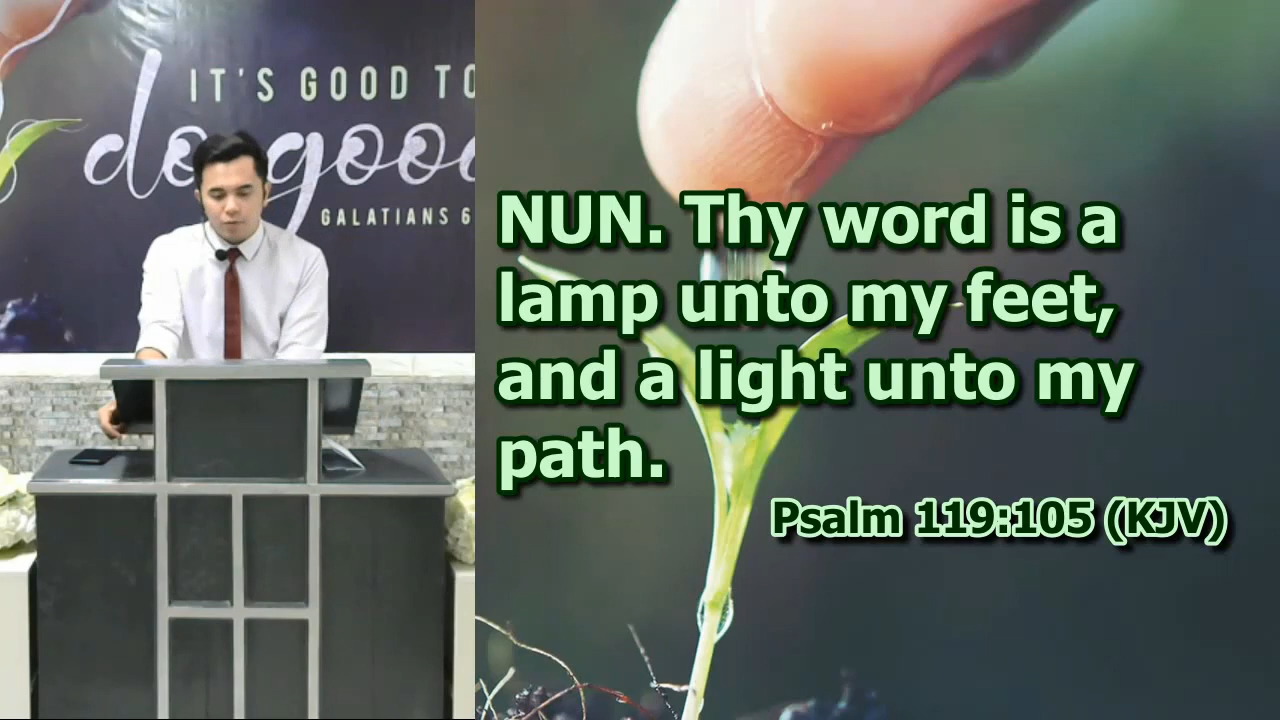 IT'S GOOD TO
do good
GALATIANS 6
NUN. Thy word is a
lamp unto my feet,
and a light unto my
path.
Psalm 119:105 (KJV)